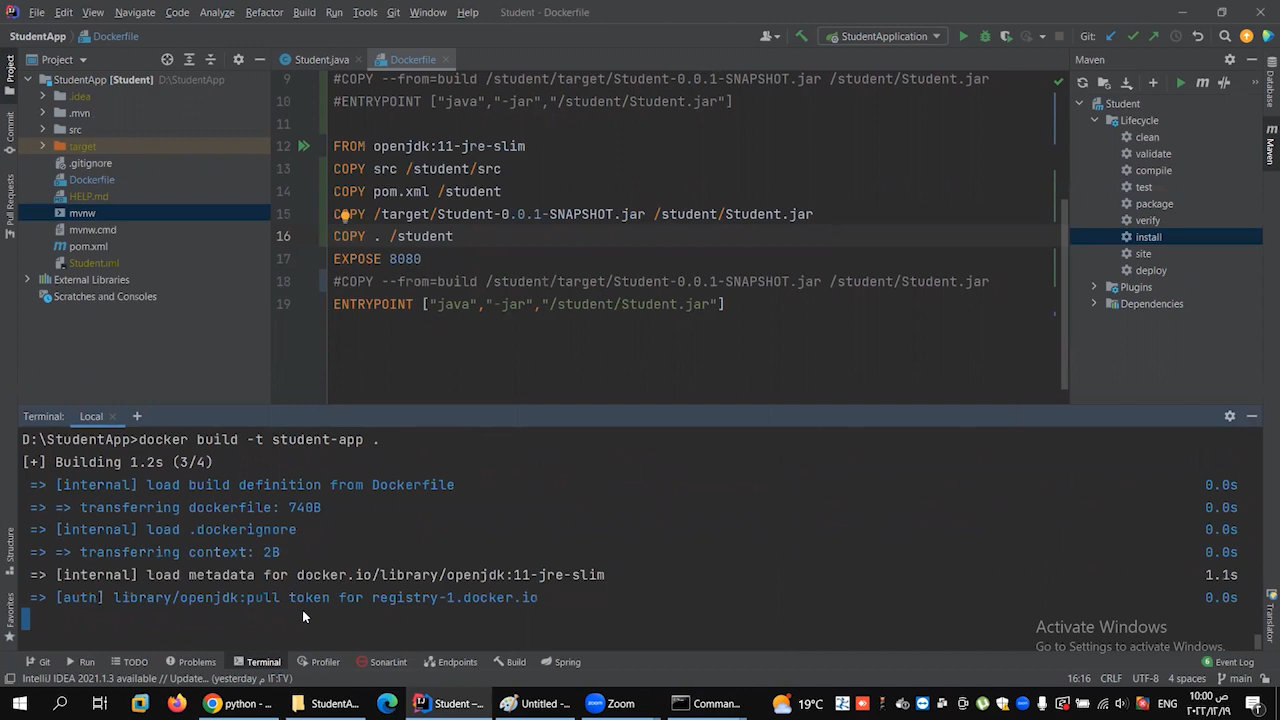 File Edit View Navigate Code Analyze Refactor Build Run Tools Git Window Help Student - Dockerfile
StudentApp Dockerfile StudentApplication Git:
Project
Student.java Dockerfile Maven
StudentApp [Student] D:\StudentApp
.idea
.mvn
src
target
.gitignore
Dockerfile
HELP.md
mvnw
mvnw.cmd
pom.xml
Student.iml
External Libraries
Scratches and Consoles
9 #COPY --from=build /student/target/Student-0.0.1-SNAPSHOT.jar /student/Student.jar
10 #ENTRYPOINT ["java","-jar","/student/Student.jar"]
11
12 FROM openjdk:11-jre-slim
13 COPY src /student/src
14 COPY pom.xml /student
15 COPY /target/Student-0.0.1-SNAPSHOT.jar /student/Student.jar
16 COPY . /student
17 EXPOSE 8080
18 #COPY --from=build /student/target/Student-0.0.1-SNAPSHOT.jar /student/Student.jar
19 ENTRYPOINT ["java","-jar","/student/Student.jar"]
Student
Lifecycle
clean
validate
compile
test
package
verify
install
site
deploy
Plugins
Dependencies
Project
Commit
Pull Requests
Structure
Favorites
Database
Maven
Translator
Terminal: Local
D:\StudentApp>docker build -t student-app .
[+] Building 1.2s (3/4)
=> [internal] load build definition from Dockerfile 0.0s
=> => transferring dockerfile: 740B 0.0s
=> [internal] load .dockerignore 0.0s
=> => transferring context: 2B 0.0s
=> [internal] load metadata for docker.io/library/openjdk:11-jre-slim 1.1s
=> [auth] library/openjdk:pull token for registry-1.docker.io 0.0s
Activate Windows
Go to Settings to activate Windows.
Git Run TODO Problems Terminal Profiler SonarLint Endpoints Build Spring Event Log
IntelliJ IDEA 2021.1.3 available // Update... (yesterday 16:16 CRLF UTF-8 4 spaces main
python -... StudentA... Student –... Untitled -... Zoom Comman... 19°C